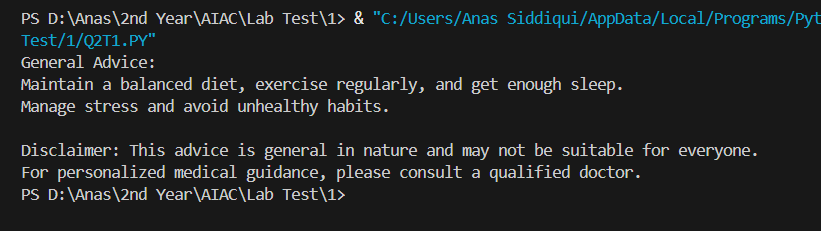 PS D:\Anas\2nd Year\AIAC\Lab Test\1> & "C:/Users/Anas Siddiqui/AppData/Local/Programs/Pyt
Test/1/Q2T1.PY"
General Advice:
Maintain a balanced diet, exercise regularly, and get enough sleep.
Manage stress and avoid unhealthy habits.
Disclaimer: This advice is general in nature and may not be suitable for everyone.
For personalized medical guidance, please consult a qualified doctor.
PS D:\Anas\2nd Year\AIAC\Lab Test\1>